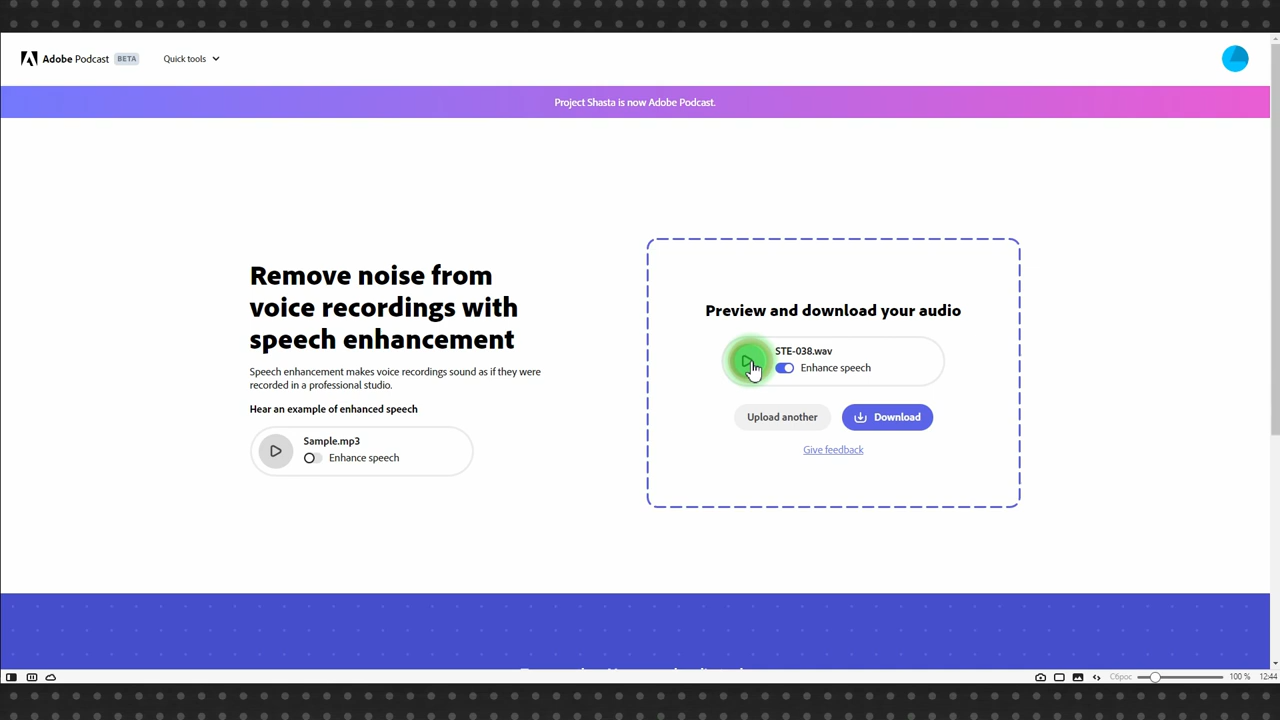 Adobe Podcast BETA
Quick tools
Project Shasta is now Adobe Podcast.
Remove noise from
voice recordings with
speech enhancement
Speech enhancement makes voice recordings sound as if they were
recorded in a professional studio.
Hear an example of enhanced speech
Sample.mp3
Enhance speech
Preview and download your audio
STE-038.wav
Enhance speech
Upload another
Download
Give feedback
Сброс
100 %
12:44